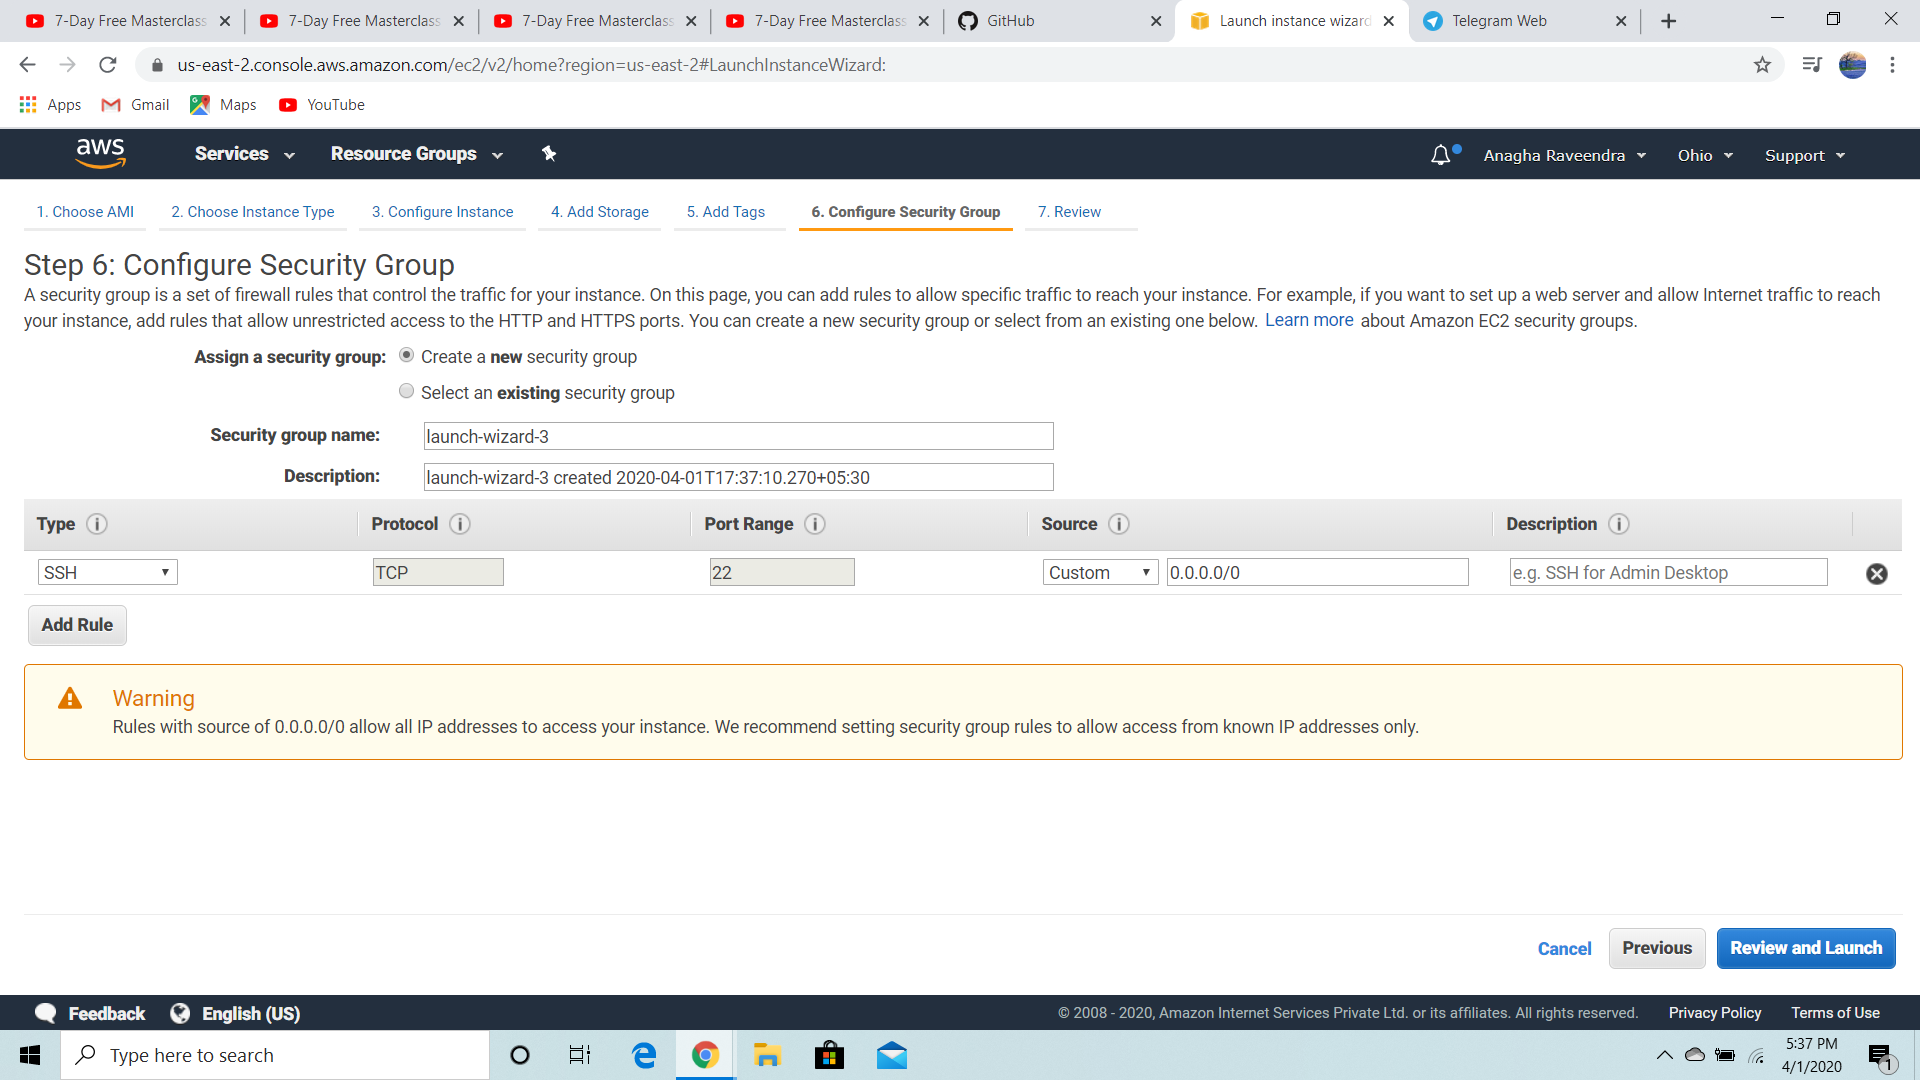 7-Day Free Masterclass
7-Day Free Masterclass
7-Day Free Masterclass
7-Day Free Masterclass
GitHub
Launch instance wizard
Telegram Web
us-east-2.console.aws.amazon.com/ec2/v2/home?region=us-east-2#LaunchInstanceWizard:
Apps
Gmail
Maps
YouTube
aws
Services
Resource Groups
Anagha Raveendra
Ohio
Support
1. Choose AMI
2. Choose Instance Type
3. Configure Instance
4. Add Storage
5. Add Tags
6. Configure Security Group
7. Review
Step 6: Configure Security Group
A security group is a set of firewall rules that control the traffic for your instance. On this page, you can add rules to allow specific traffic to reach your instance. For example, if you want to set up a web server and allow Internet traffic to reach
your instance, add rules that allow unrestricted access to the HTTP and HTTPS ports. You can create a new security group or select from an existing one below. Learn more about Amazon EC2 security groups.
Assign a security group: Create a new security group
Select an existing security group
Security group name: launch-wizard-3
Description: launch-wizard-3 created 2020-04-01T17:37:10.270+05:30
Type i Protocol i Port Range i Source i Description i
SSH TCP 22 Custom 0.0.0.0/0 e.g. SSH for Admin Desktop
Add Rule
Warning
Rules with source of 0.0.0.0/0 allow all IP addresses to access your instance. We recommend setting security group rules to allow access from known IP addresses only.
Cancel Previous Review and Launch
Feedback English (US) © 2008 - 2020, Amazon Internet Services Private Ltd. or its affiliates. All rights reserved. Privacy Policy Terms of Use
Type here to search
5:37 PM
4/1/2020
1